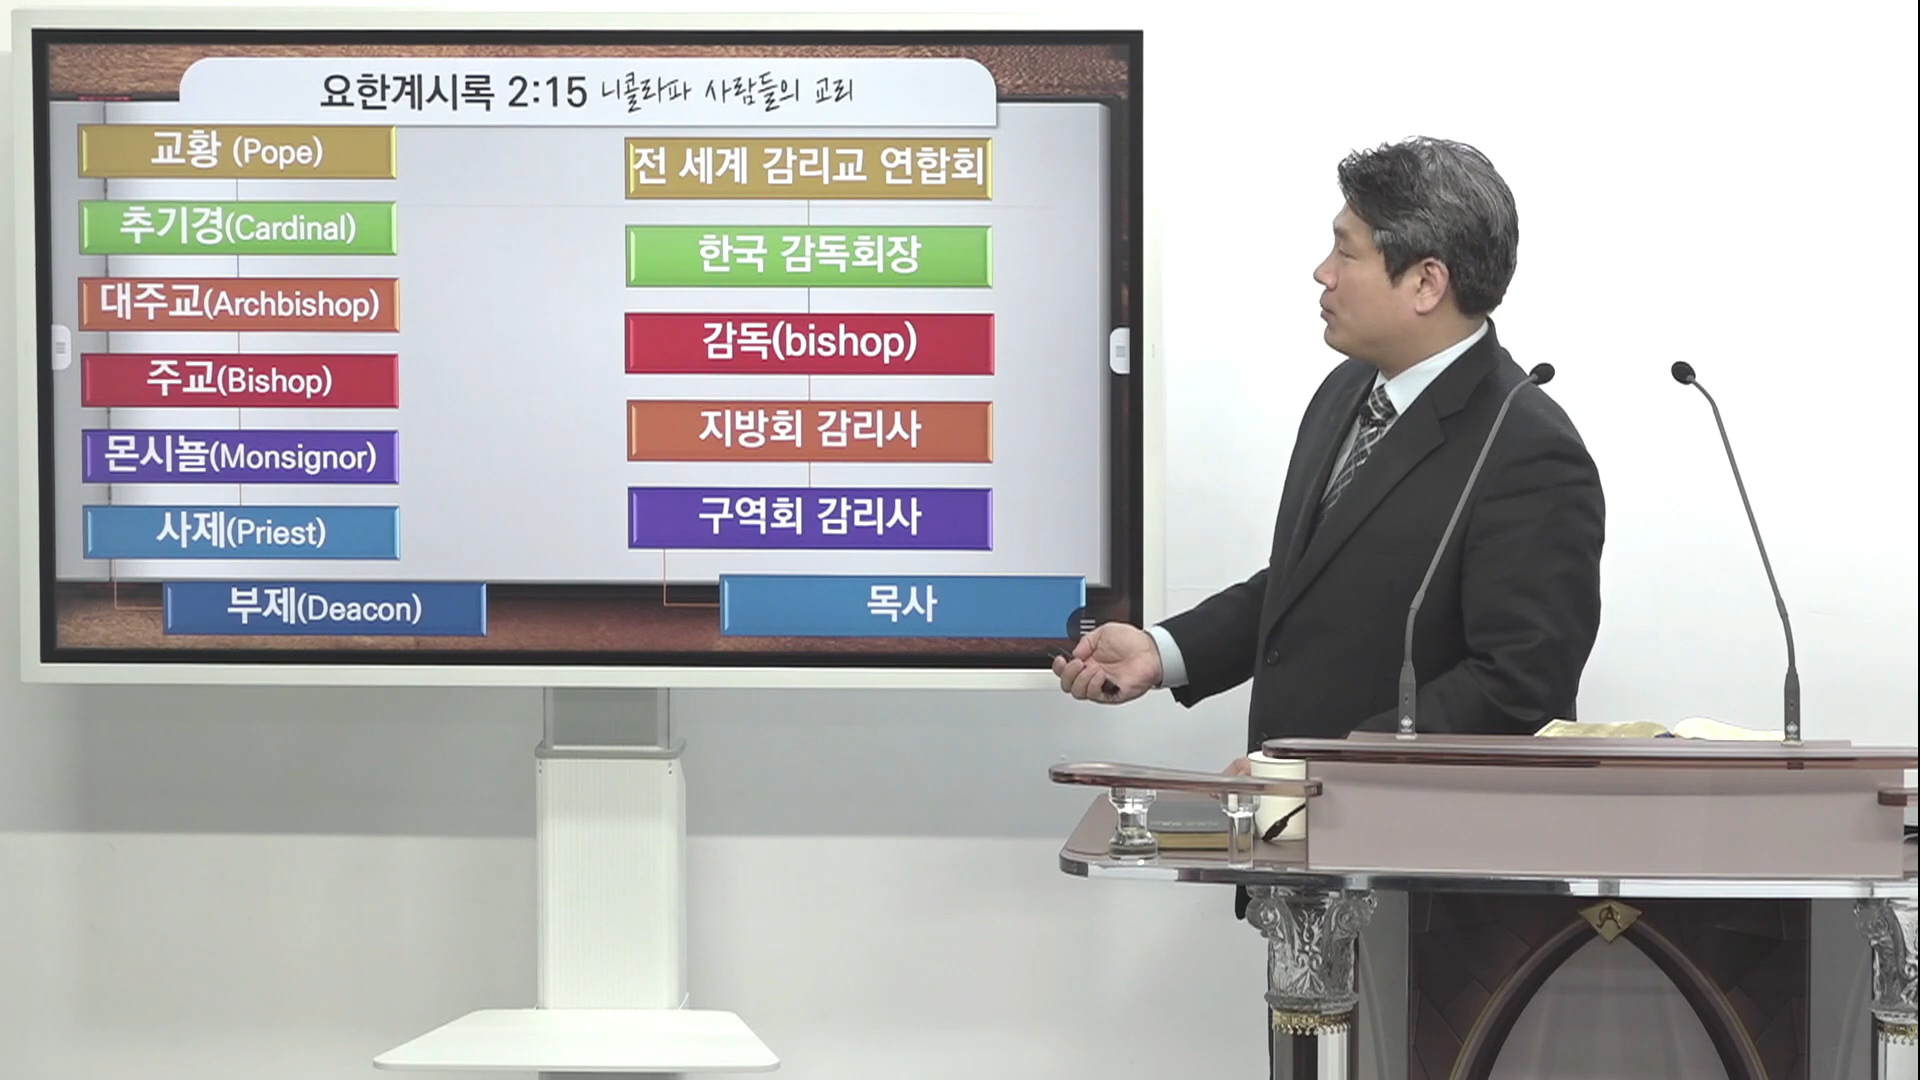 요한계시록 2:15 니콜라파 사람들의 교리
교황 (Pope)
추기경(Cardinal)
대주교(Archbishop)
주교(Bishop)
몬시뇰(Monsignor)
사제(Priest)
부제(Deacon)
전 세계 감리교 연합회
한국 감독회장
감독(bishop)
지방회 감리사
구역회 감리사
목사